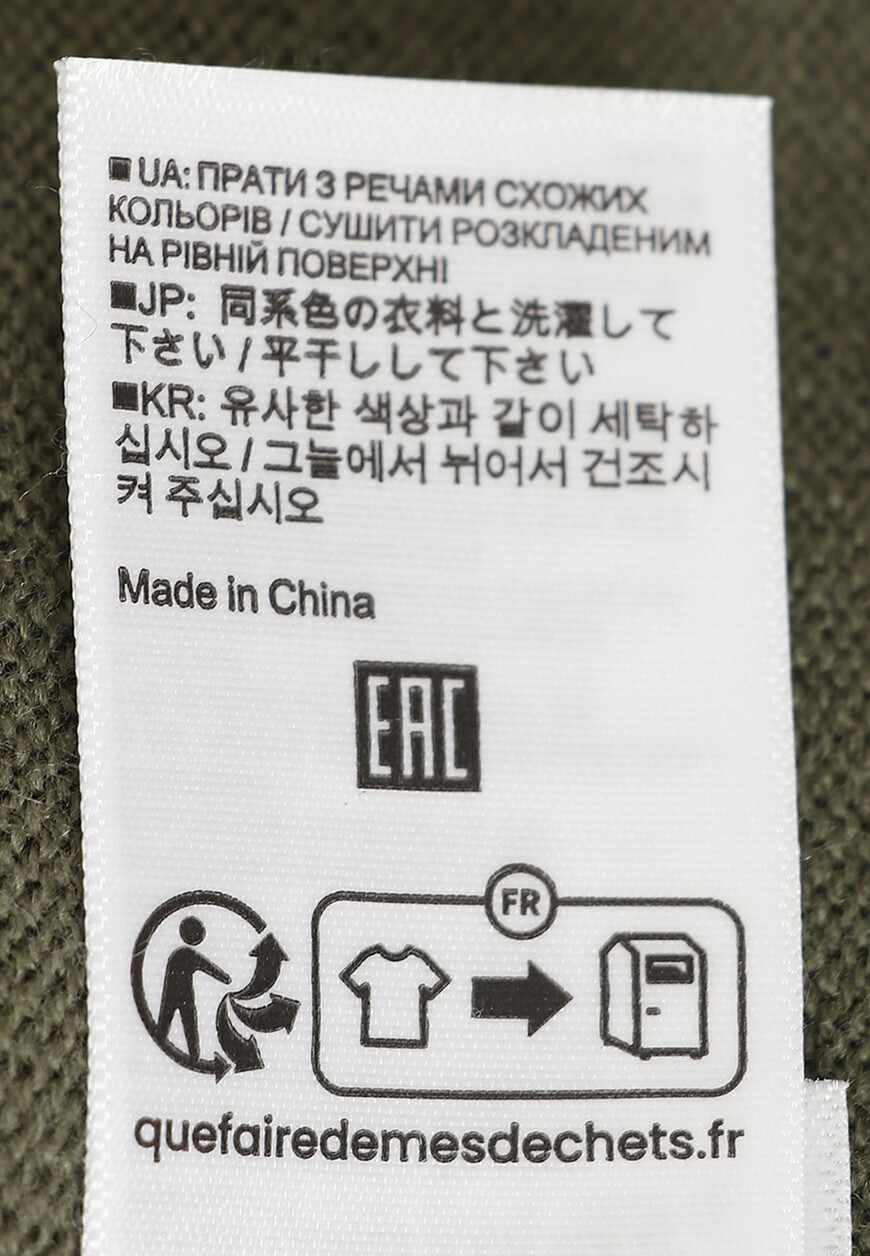 ■UA: ПРАТИ З РЕЧАМИ СХОЖИХ
КОЛЬОРІВ / СУШИТИ РОЗКЛАДЕНИМ
НА РІВНІЙ ПОВЕРХНІ
■JP: 同系色の衣料と洗濯して
下さい / 平干ししして下さい
■KR: 유사한 색상과 같이 세탁하
십시오 / 그늘에서 뉘어서 건조시
켜 주십시오
Made in China
EAC
FR
quefairedemesdechets.fr